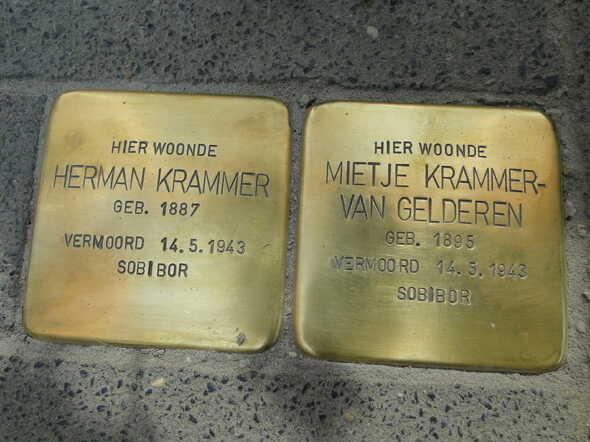 HIER WOONDE
HERMAN KRAMMER
GEB. 1887
VERMOORD 14.5.1943
SOBIBOR
HIER WOONDE
MIETJE KRAMMER-
VAN GELDEREN
GEB. 1895
VERMOORD 14.5.1943
SOBIBOR